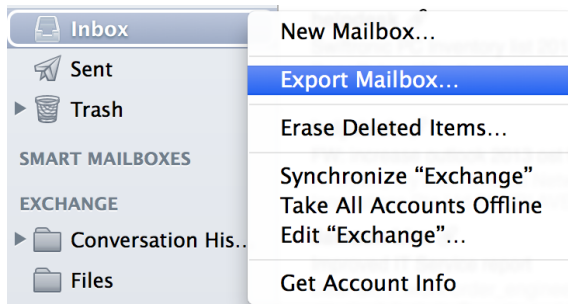 Inbox
Sent
Trash
SMART MAILBOXES
EXCHANGE
Conversation His..
Files
New Mailbox...
Export Mailbox...
Erase Deleted Items...
Synchronize “Exchange”
Take All Accounts Offline
Edit “Exchange”...
Get Account Info